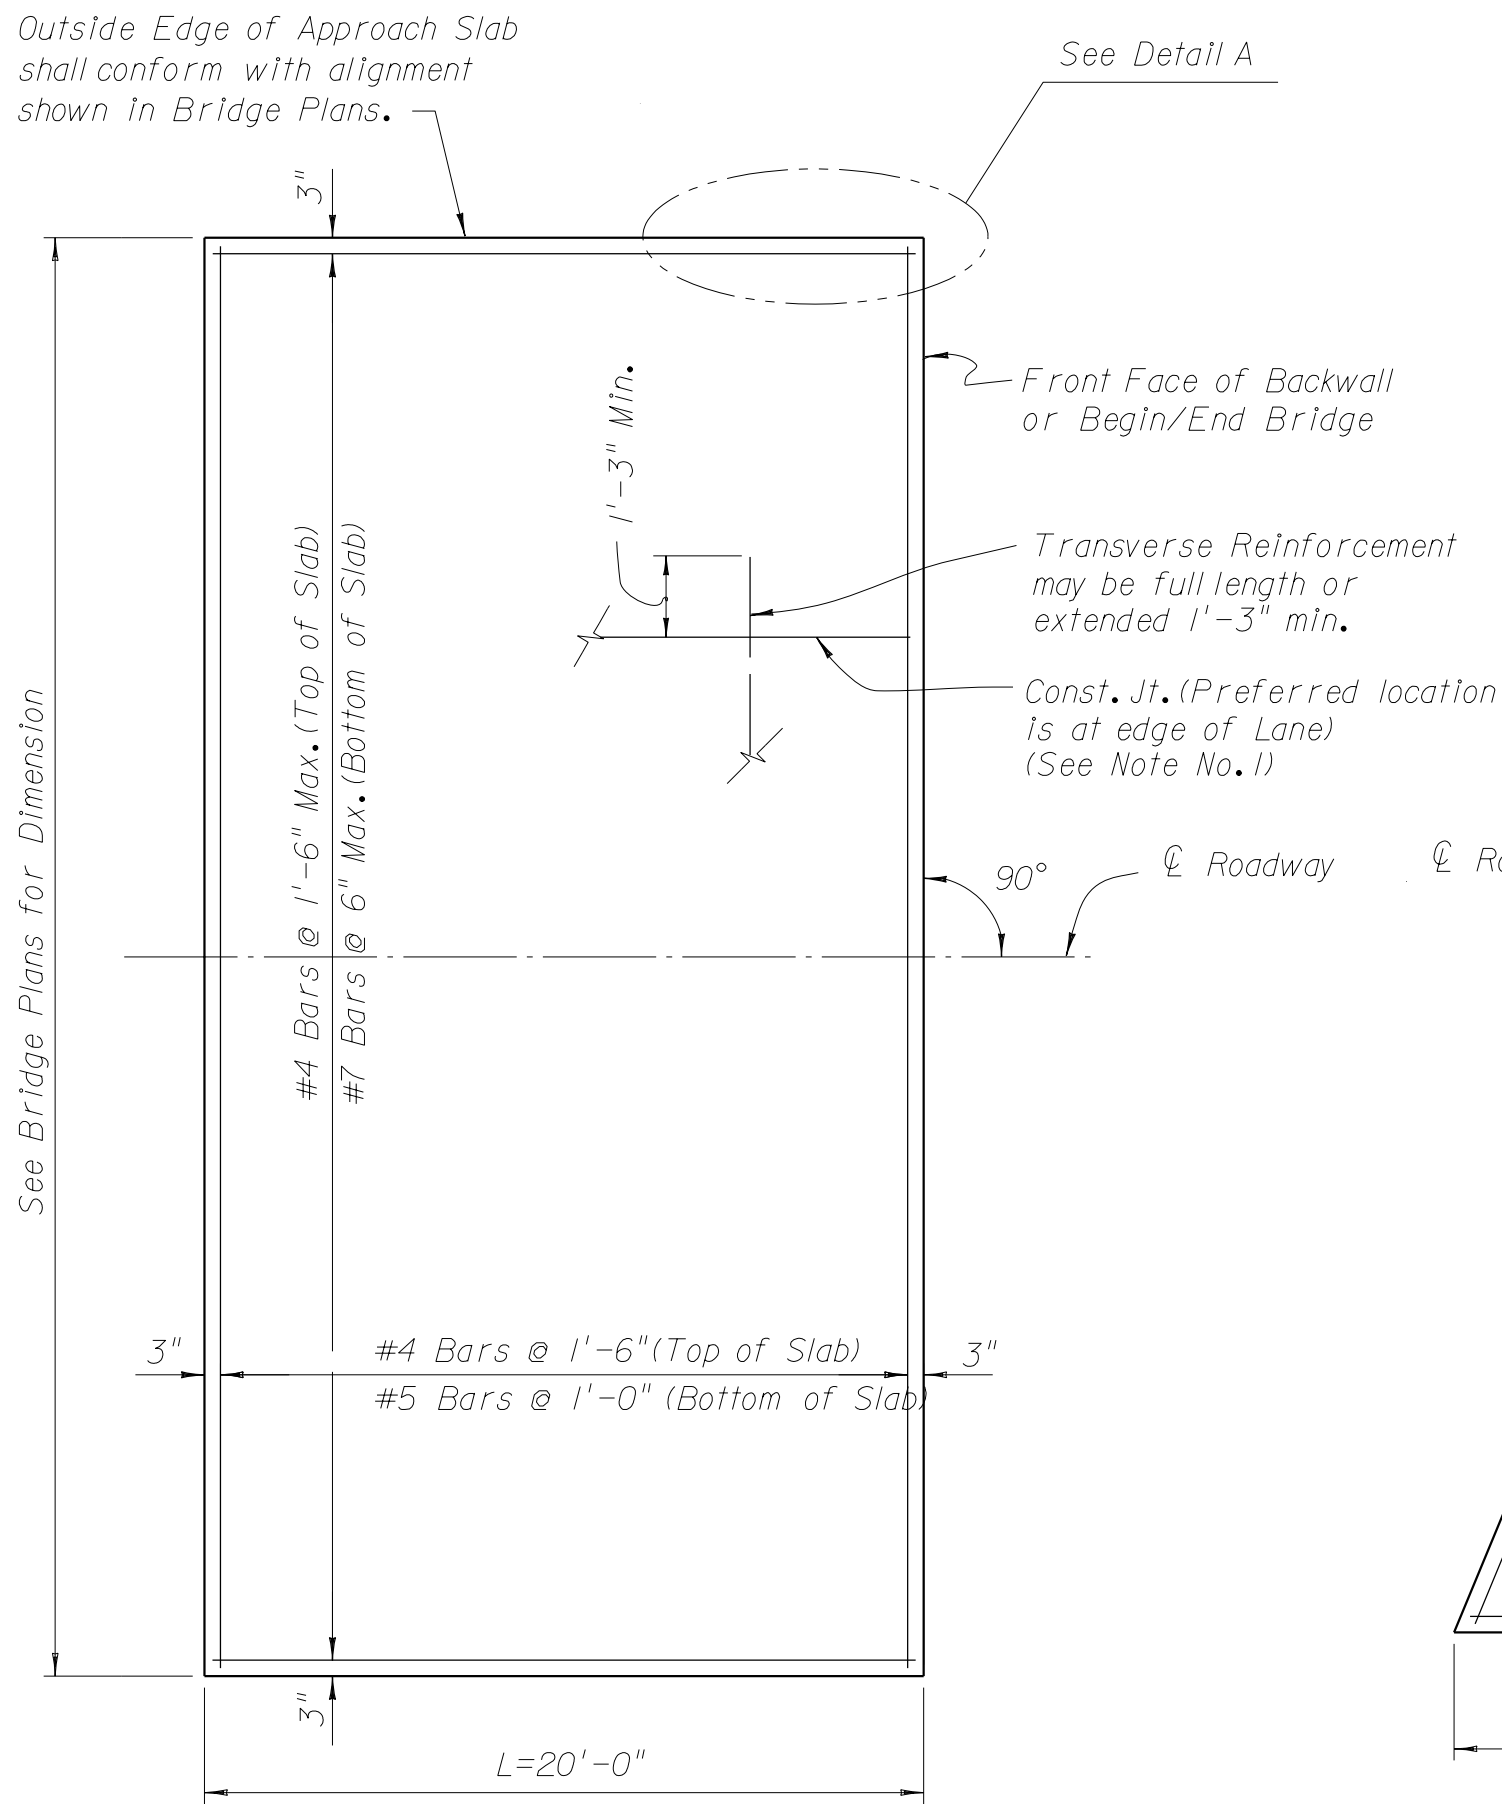 Outside Edge of Approach Slab
shall conform with alignment
shown in Bridge Plans.
See Detail A
3"
Front Face of Backwall
or Begin/End Bridge
1'-3" Min.
Transverse Reinforcement
may be full length or
extended 1'-3" min.
Const. Jt. (Preferred location
is at edge of Lane)
(See Note No. 1)
#4 Bars @ 1'-6" Max. (Top of Slab)
#7 Bars @ 6" Max. (Bottom of Slab)
See Bridge Plans for Dimension
90°
℄ Roadway
℄ Ro
3"
#4 Bars @ 1'-6" (Top of Slab)
3"
#5 Bars @ 1'-0" (Bottom of Slab)
3"
L=20'-0"